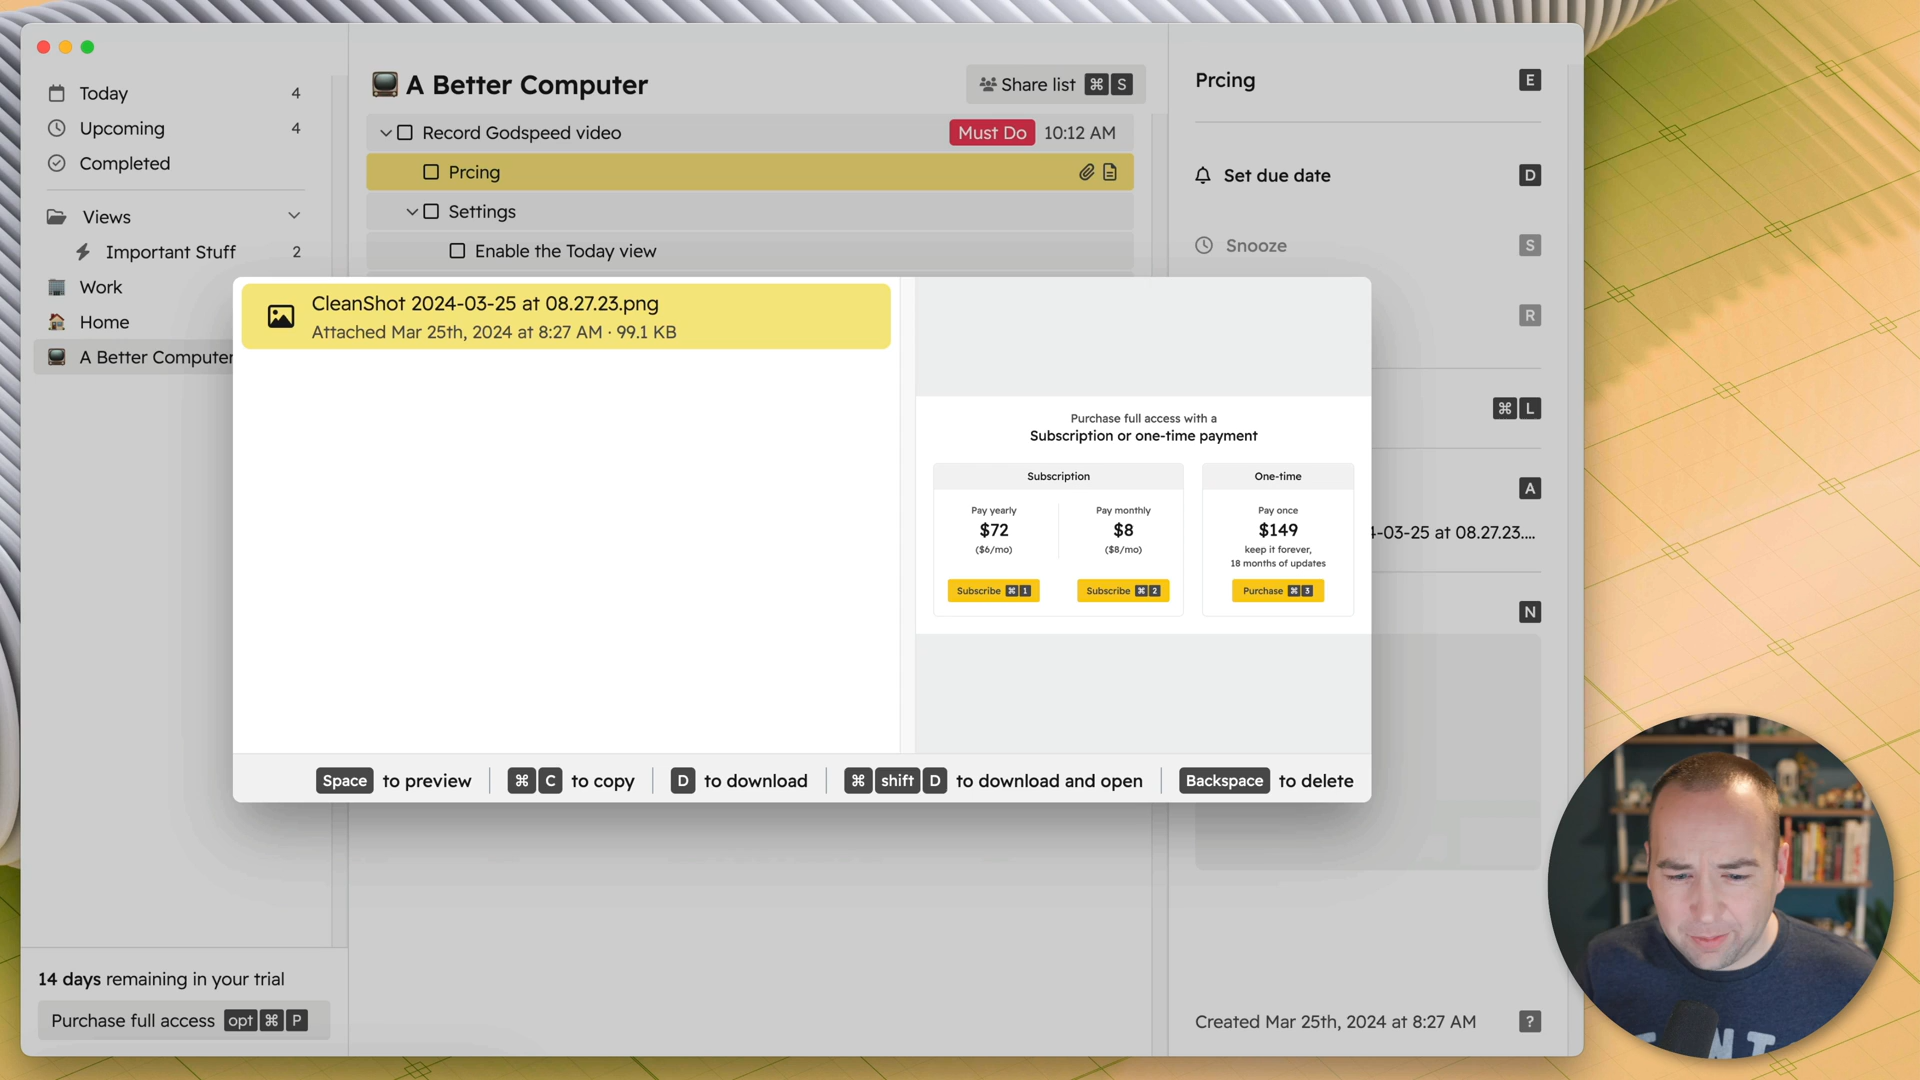 Today 4
Upcoming 4
Completed
Views
Important Stuff 2
Work
Home
A Better Computer
14 days remaining in your trial
Purchase full access opt ⌘ P
A Better Computer
Share list ⌘ S
Record Godspeed video Must Do 10:12 AM
Prcing
Settings
Enable the Today view
Prcing E
Set due date D
Snooze S
R
⌘ L
A
4-03-25 at 08.27.23....
N
Created Mar 25th, 2024 at 8:27 AM ?
CleanShot 2024-03-25 at 08.27.23.png
Attached Mar 25th, 2024 at 8:27 AM · 99.1 KB
Purchase full access with a
Subscription or one-time payment
Subscription
Pay yearly
$72
($6/mo)
Subscribe ⌘ 1
Pay monthly
$8
($8/mo)
Subscribe ⌘ 2
One-time
Pay once
$149
keep it forever,
18 months of updates
Purchase ⌘ 3
Space to preview
⌘ C to copy
D to download
⌘ shift D to download and open
Backspace to delete